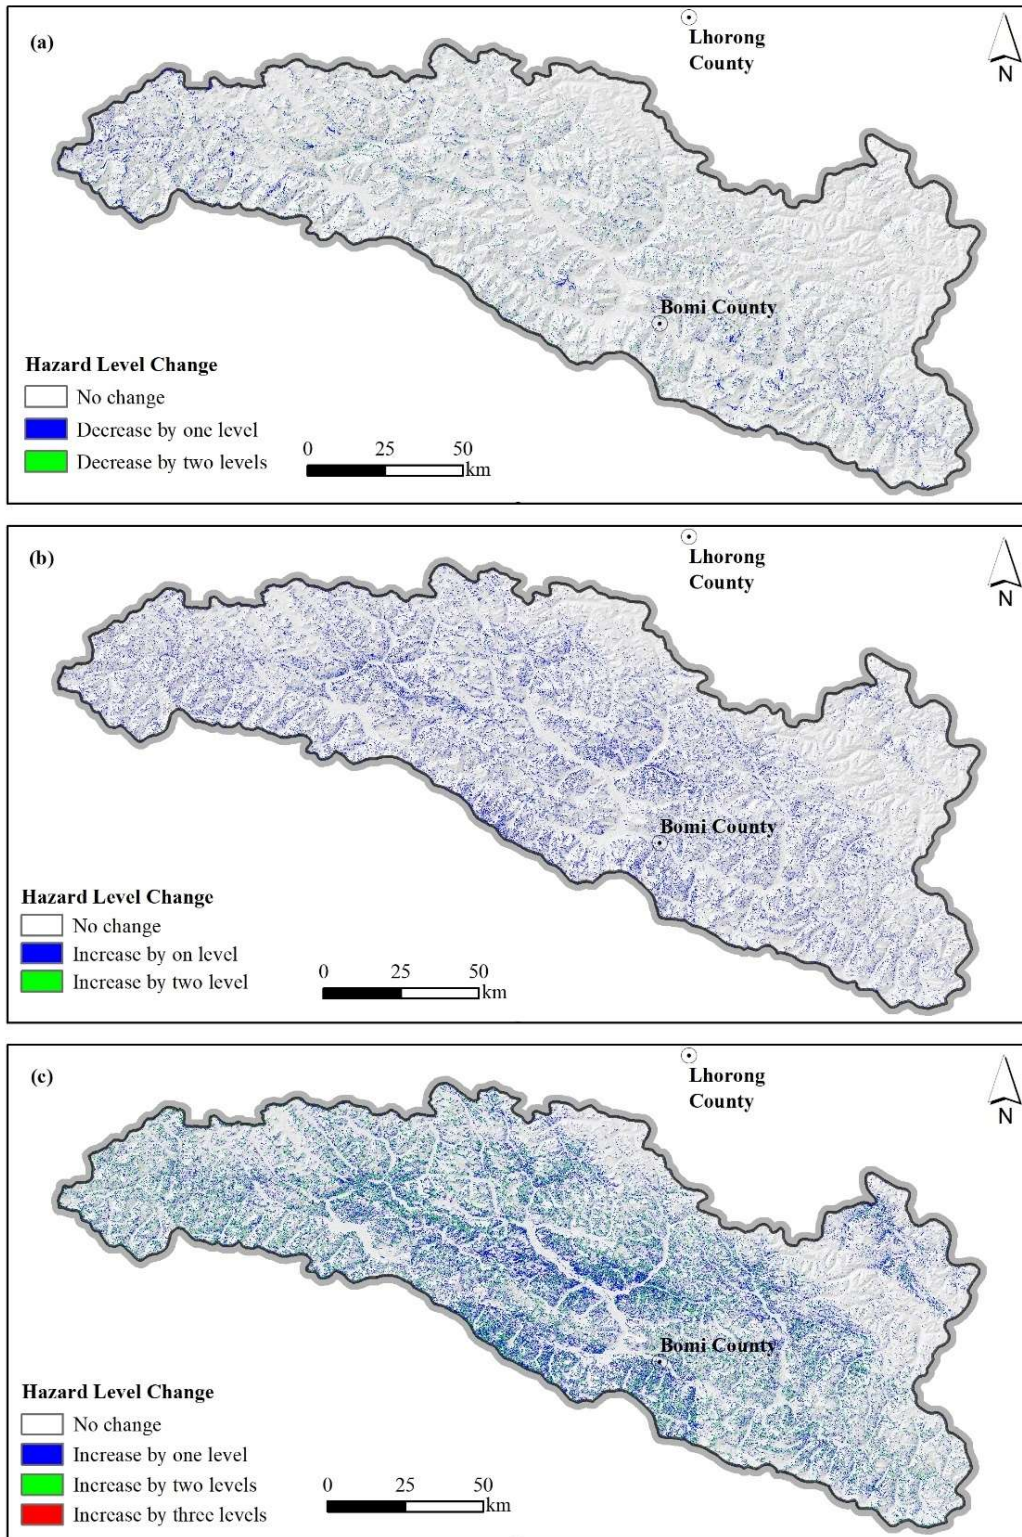 (a)
Lhorong
County
N
Bomi County
Hazard Level Change
No change
Decrease by one level
Decrease by two levels
0 25 50
km
(b)
Lhorong
County
N
Bomi County
Hazard Level Change
No change
Increase by on level
Increase by two level
0 25 50
km
(c)
Lhorong
County
N
Bomi County
Hazard Level Change
No change
Increase by one level
Increase by two levels
Increase by three levels
0 25 50
km